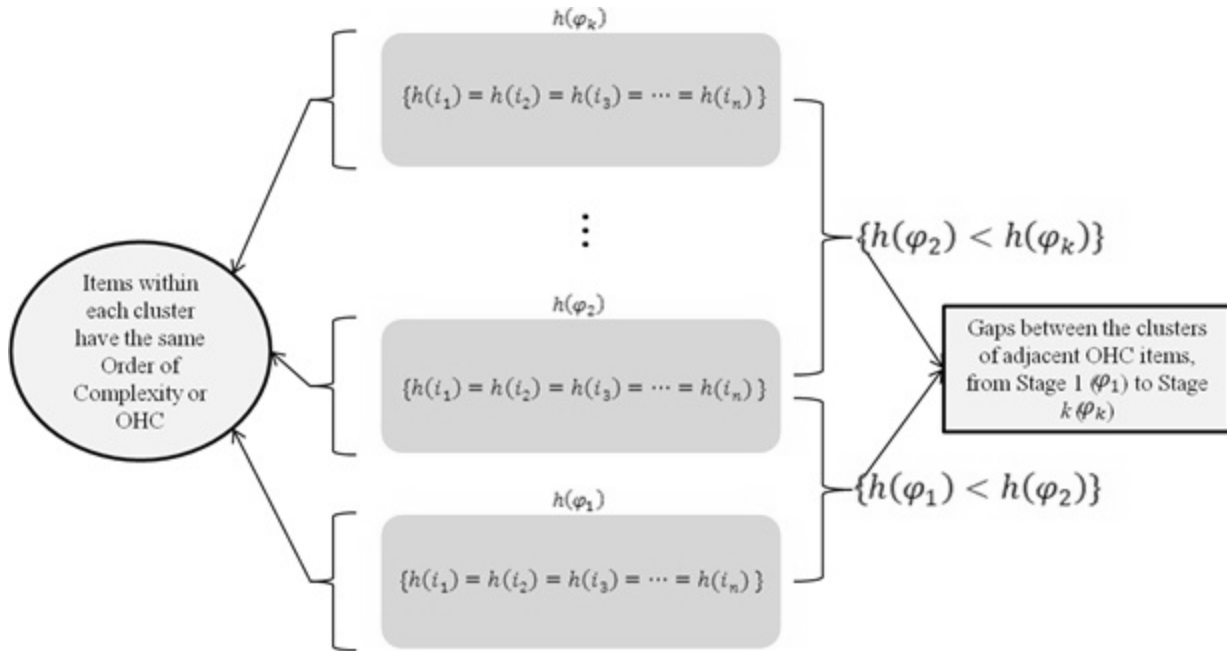 h(φₖ)
{h(i₁) = h(i₂) = h(i₃) = ⋯ = h(iₙ) }
⋮
{h(φ₂) < h(φₖ)}
Items within
each cluster
have the same
Order of
Complexity or
OHC
h(φ₂)
{h(i₁) = h(i₂) = h(i₃) = ⋯ = h(iₙ) }
Gaps between the clusters
of adjacent OHC items,
from Stage 1 (φ₁) to Stage
k (φₖ)
{h(φ₁) < h(φ₂)}
h(φ₁)
{h(i₁) = h(i₂) = h(i₃) = ⋯ = h(iₙ) }